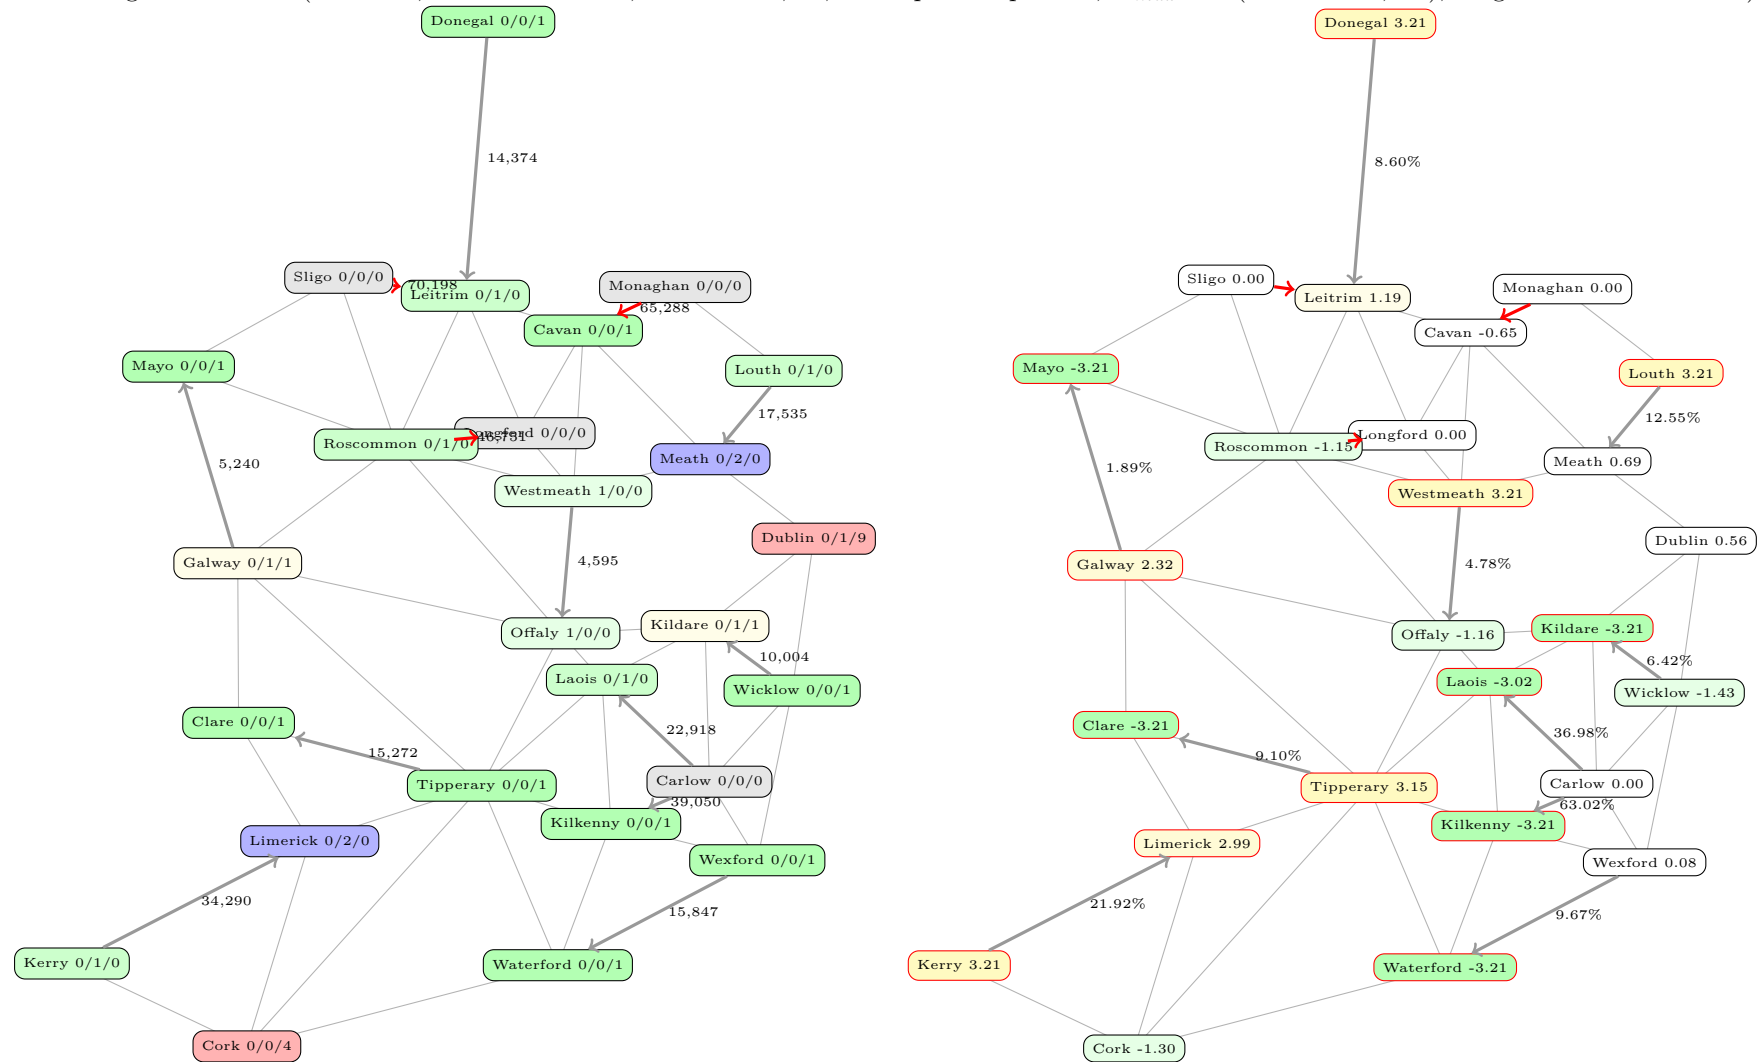 Donegal 0/0/1
14,374
Sligo 0/0/0
70,198
Leitrim 0/1/0
Monaghan 0/0/0
65,288
Cavan 0/0/1
Mayo 0/0/1
Louth 0/1/0
17,535
Roscommon 0/1/0
Longford 0/0/0
Meath 0/2/0
5,240
Westmeath 1/0/0
Dublin 0/1/9
Galway 0/1/1
4,595
Offaly 1/0/0
Kildare 0/1/1
10,004
Laois 0/1/0
Wicklow 0/0/1
Clare 0/0/1
22,918
15,272
Tipperary 0/0/1
Carlow 0/0/0
39,050
Kilkenny 0/0/1
Limerick 0/2/0
Wexford 0/0/1
34,290
15,847
Kerry 0/1/0
Waterford 0/0/1
Cork 0/0/4
Donegal 3.21
8.60%
Sligo 0.00
Leitrim 1.19
Monaghan 0.00
Cavan -0.65
Mayo -3.21
Louth 3.21
12.55%
Roscommon -1.15
Longford 0.00
Meath 0.69
1.89%
Westmeath 3.21
Dublin 0.56
Galway 2.32
4.78%
Offaly -1.16
Kildare -3.21
6.42%
Laois -3.02
Wicklow -1.43
Clare -3.21
36.98%
9.10%
Tipperary 3.15
Carlow 0.00
63.02%
Kilkenny -3.21
Limerick 2.99
Wexford 0.08
21.92%
9.67%
Kerry 3.21
Waterford -3.21
Cork -1.30